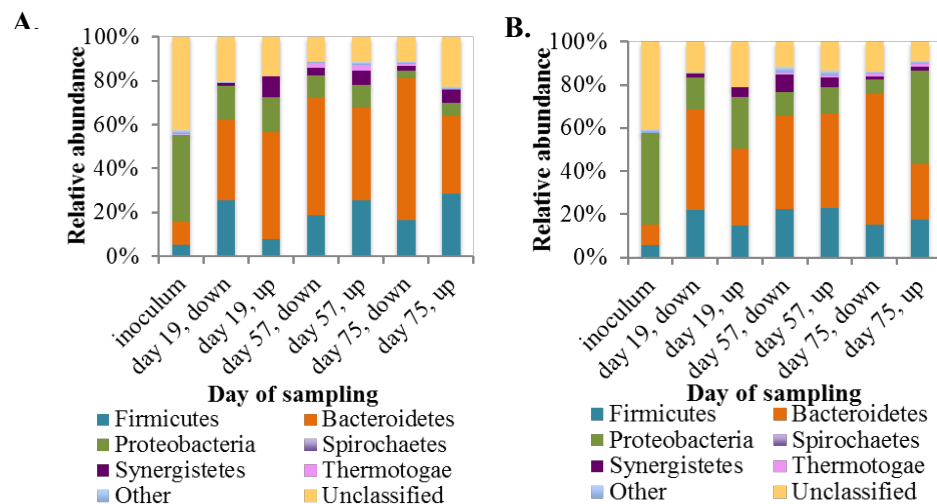 A.
100%
80%
60%
40%
20%
0%
Relative abundance
inoculum
day 19, down
day 19, up
day 57, down
day 57, up
day 75, down
day 75, up
Day of sampling
Firmicutes Bacteroidetes
Proteobacteria Spirochaetes
Synergistetes Thermotogae
Other Unclassified
B.
100%
80%
60%
40%
20%
0%
Relative abundance
inoculum
day 19, down
day 19, up
day 57, down
day 57, up
day 75, down
day 75, up
Day of sampling
Firmicutes Bacteroidetes
Proteobacteria Spirochaetes
Synergistetes Thermotogae
Other Unclassified